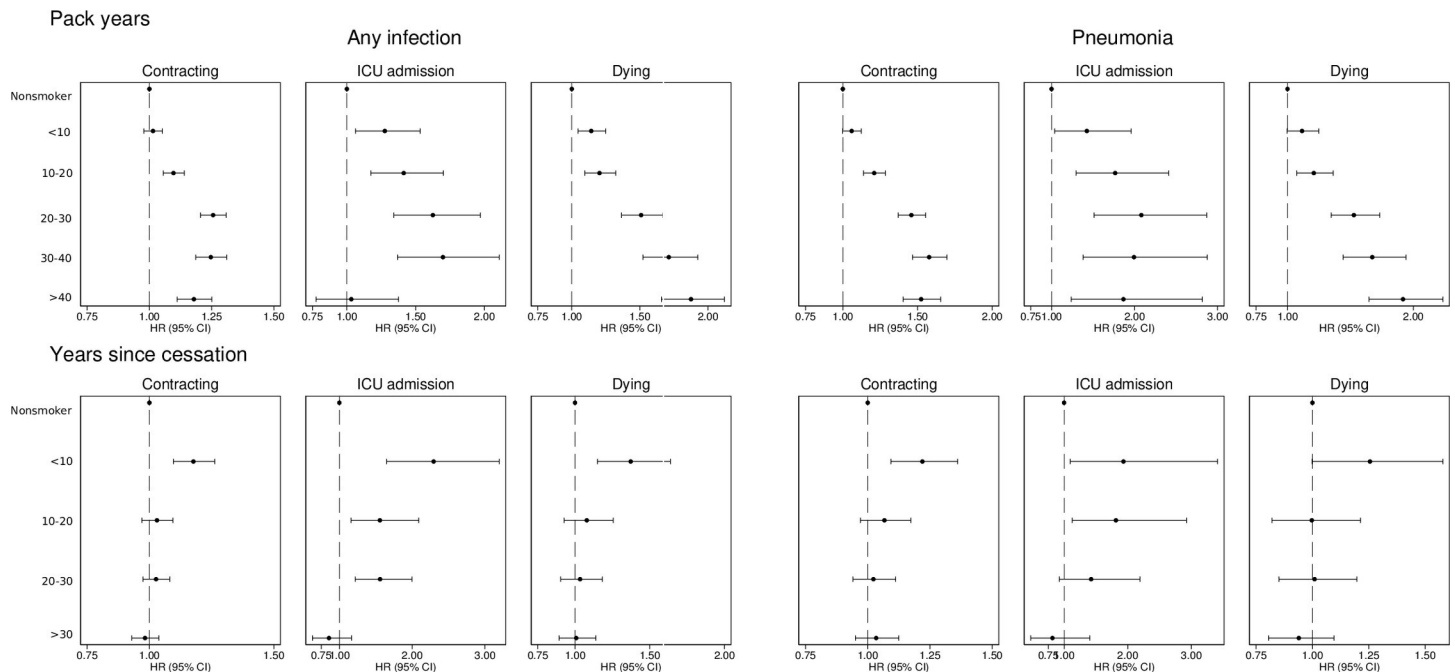 Pack years
Any infection Pneumonia
Contracting ICU admission Dying Contracting ICU admission Dying
Nonsmoker
<10
10-20
20-30
30-40
>40
0.75 1.00 1.25 1.50 0.75 1.00 1.50 2.00 0.75 1.00 1.50 2.00 0.75 1.00 1.50 2.00 0.75 1.00 2.00 3.00 0.75 1.00 2.00
HR (95% CI) HR (95% CI) HR (95% CI) HR (95% CI) HR (95% CI) HR (95% CI)
Years since cessation
Contracting ICU admission Dying Contracting ICU admission Dying
Nonsmoker
<10
10-20
20-30
>30
0.75 1.00 1.50 0.75 1.00 2.00 3.00 0.75 1.00 1.50 2.00 0.75 1.00 1.25 1.50 0.75 1.00 2.00 3.00 0.75 1.00 1.25 1.50
HR (95% CI) HR (95% CI) HR (95% CI) HR (95% CI) HR (95% CI) HR (95% CI)